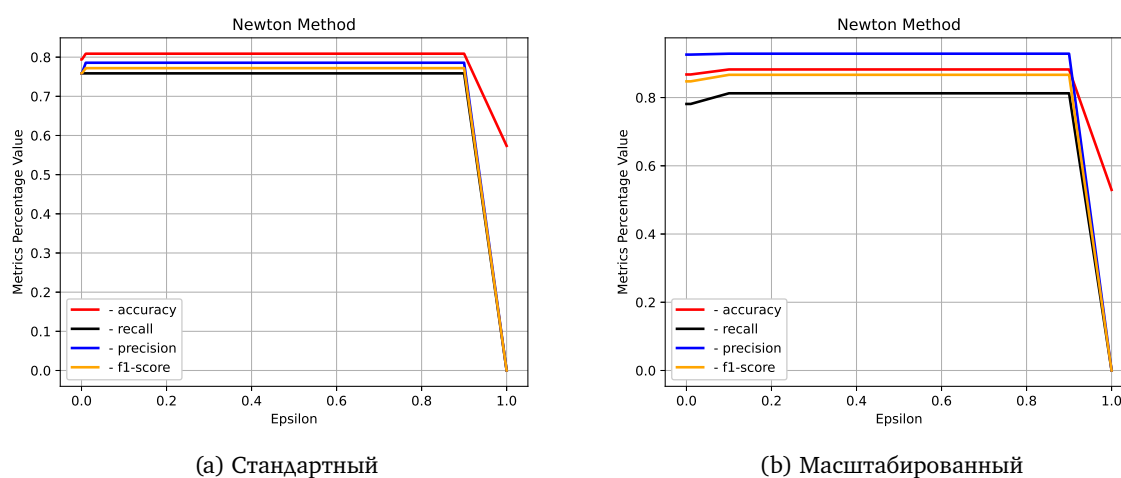 Newton Method
Metrics Percentage Value
0.8
0.7
0.6
0.5
0.4
0.3
0.2
0.1
0.0
- accuracy
- recall
- precision
- f1-score
0.0 0.2 0.4 0.6 0.8 1.0
Epsilon
(a) Стандартный
Newton Method
Metrics Percentage Value
0.8
0.6
0.4
0.2
0.0
- accuracy
- recall
- precision
- f1-score
0.0 0.2 0.4 0.6 0.8 1.0
Epsilon
(b) Масштабированный